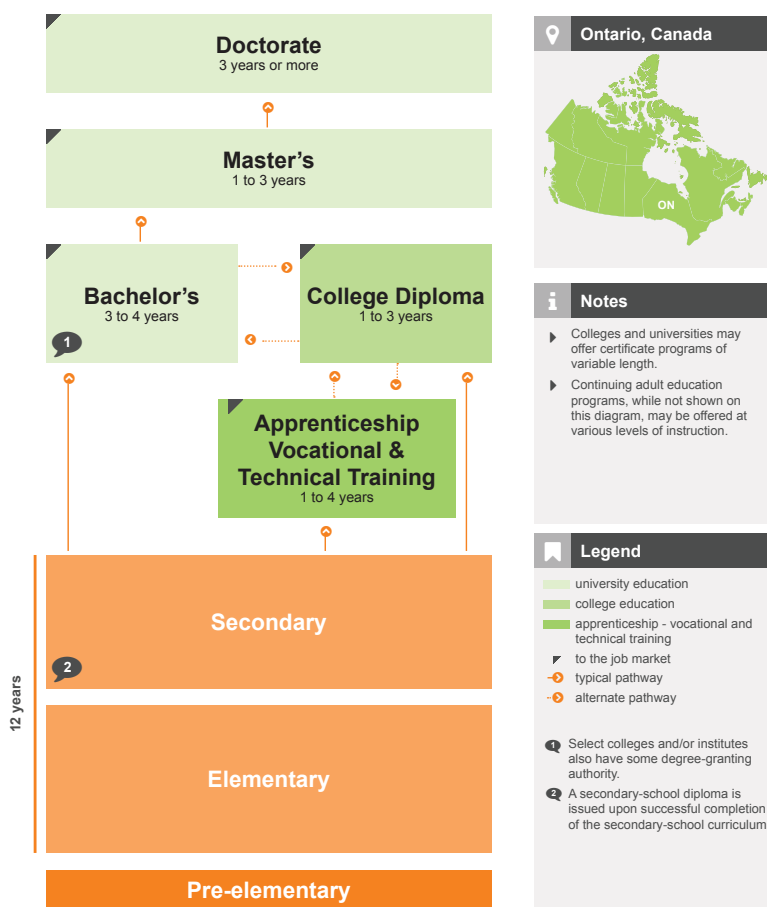 Doctorate
3 years or more
Master's
1 to 3 years
Bachelor's
3 to 4 years
1
College Diploma
1 to 3 years
Apprenticeship
Vocational &
Technical Training
1 to 4 years
Secondary
2
12 years
Elementary
Pre-elementary
Ontario, Canada
ON
Notes
Colleges and universities may
offer certificate programs of
variable length.
Continuing adult education
programs, while not shown on
this diagram, may be offered at
various levels of instruction.
Legend
university education
college education
apprenticeship - vocational and
technical training
to the job market
typical pathway
alternate pathway
1 Select colleges and/or institutes
also have some degree-granting
authority.
2 A secondary-school diploma is
issued upon successful completion
of the secondary-school curriculum